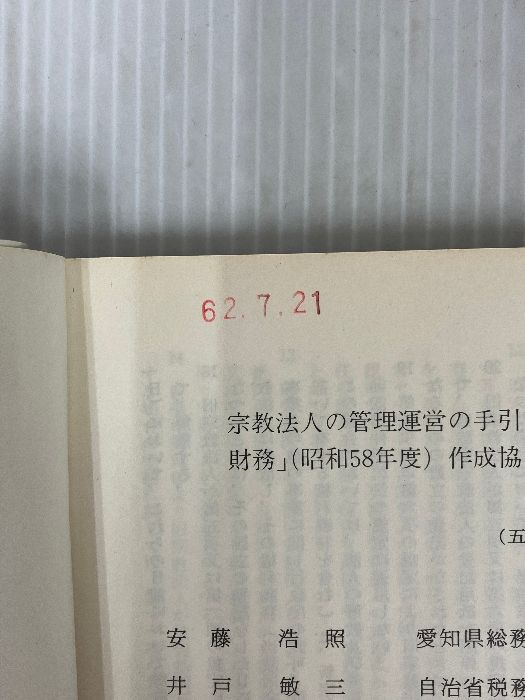 62.7.21
宗教法人の管理運営の手引
財務」(昭和58年度) 作成協
(五
安藤 浩照 愛知県総務
井戸 敏三 自治省税務